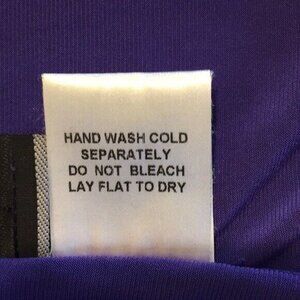 HAND WASH COLD
SEPARATELY
DO NOT BLEACH
LAY FLAT TO DRY